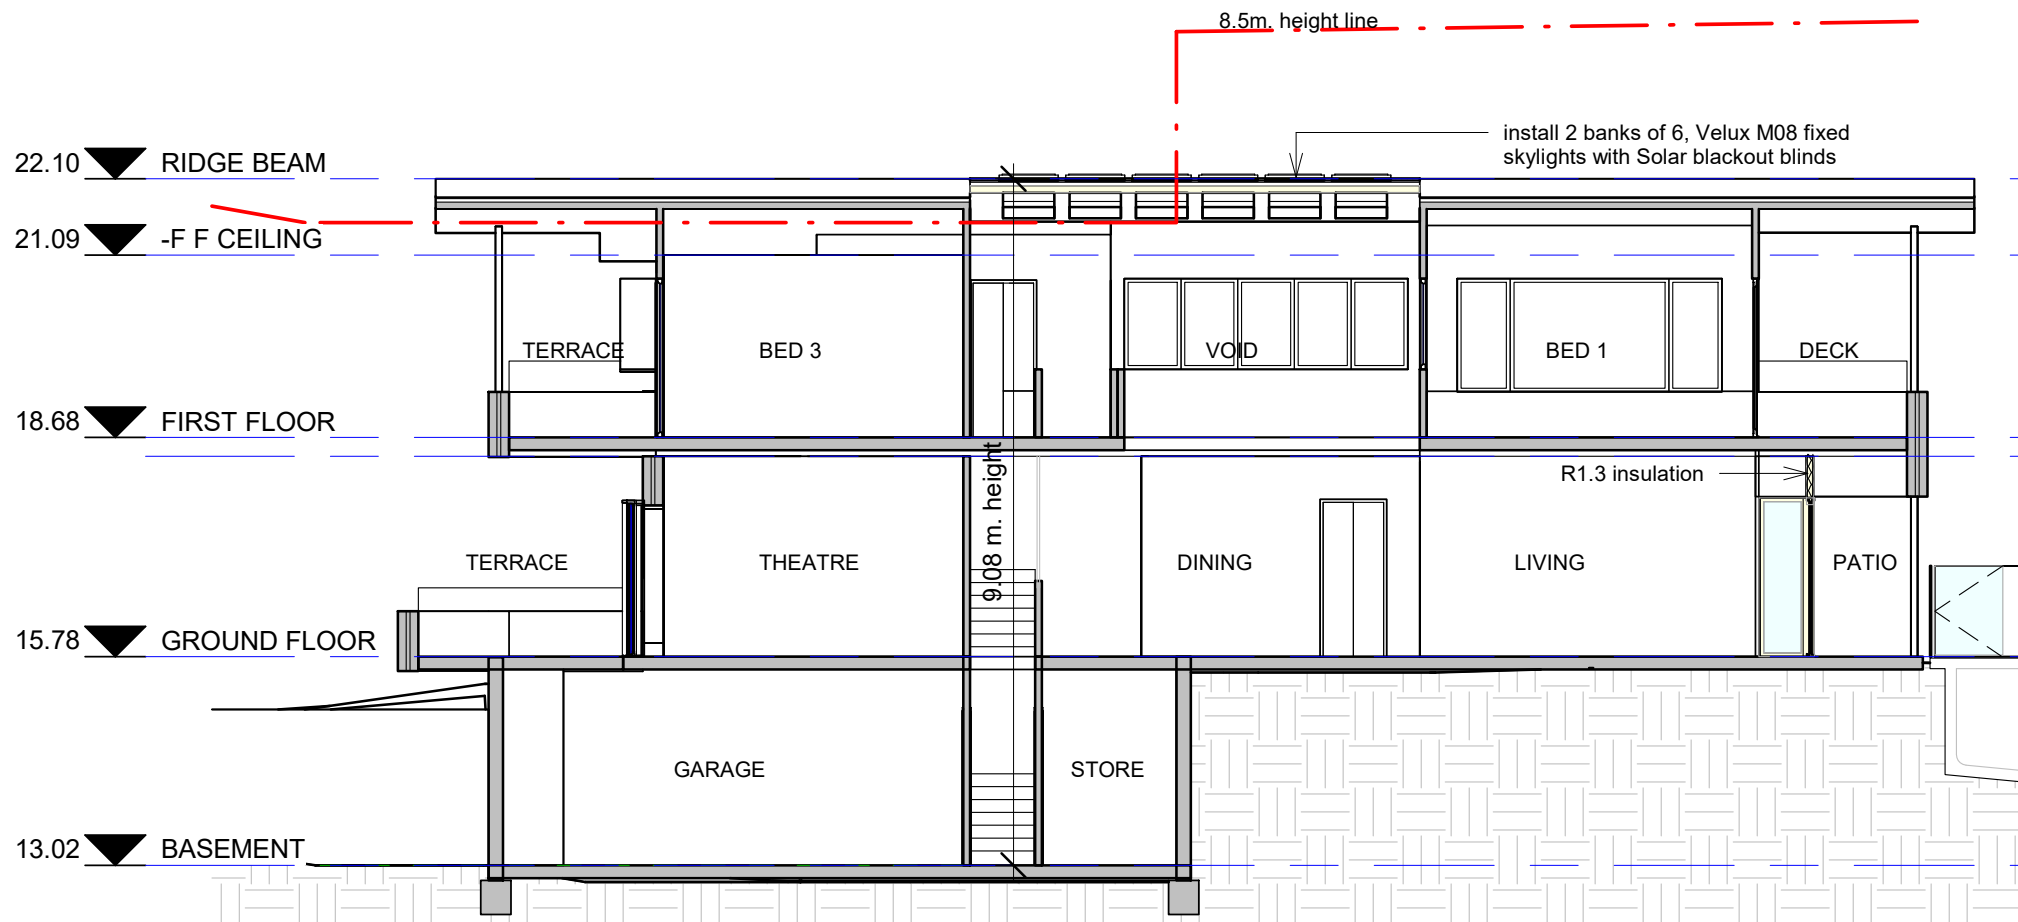 8.5m. height line
install 2 banks of 6, Velux M08 fixed
skylights with Solar blackout blinds
22.10 RIDGE BEAM
21.09 -F F CEILING
TERRACE BED 3 VOID BED 1 DECK
18.68 FIRST FLOOR
R1.3 insulation
9.08 m. height
TERRACE THEATRE DINING LIVING PATIO
15.78 GROUND FLOOR
GARAGE STORE
13.02 BASEMENT